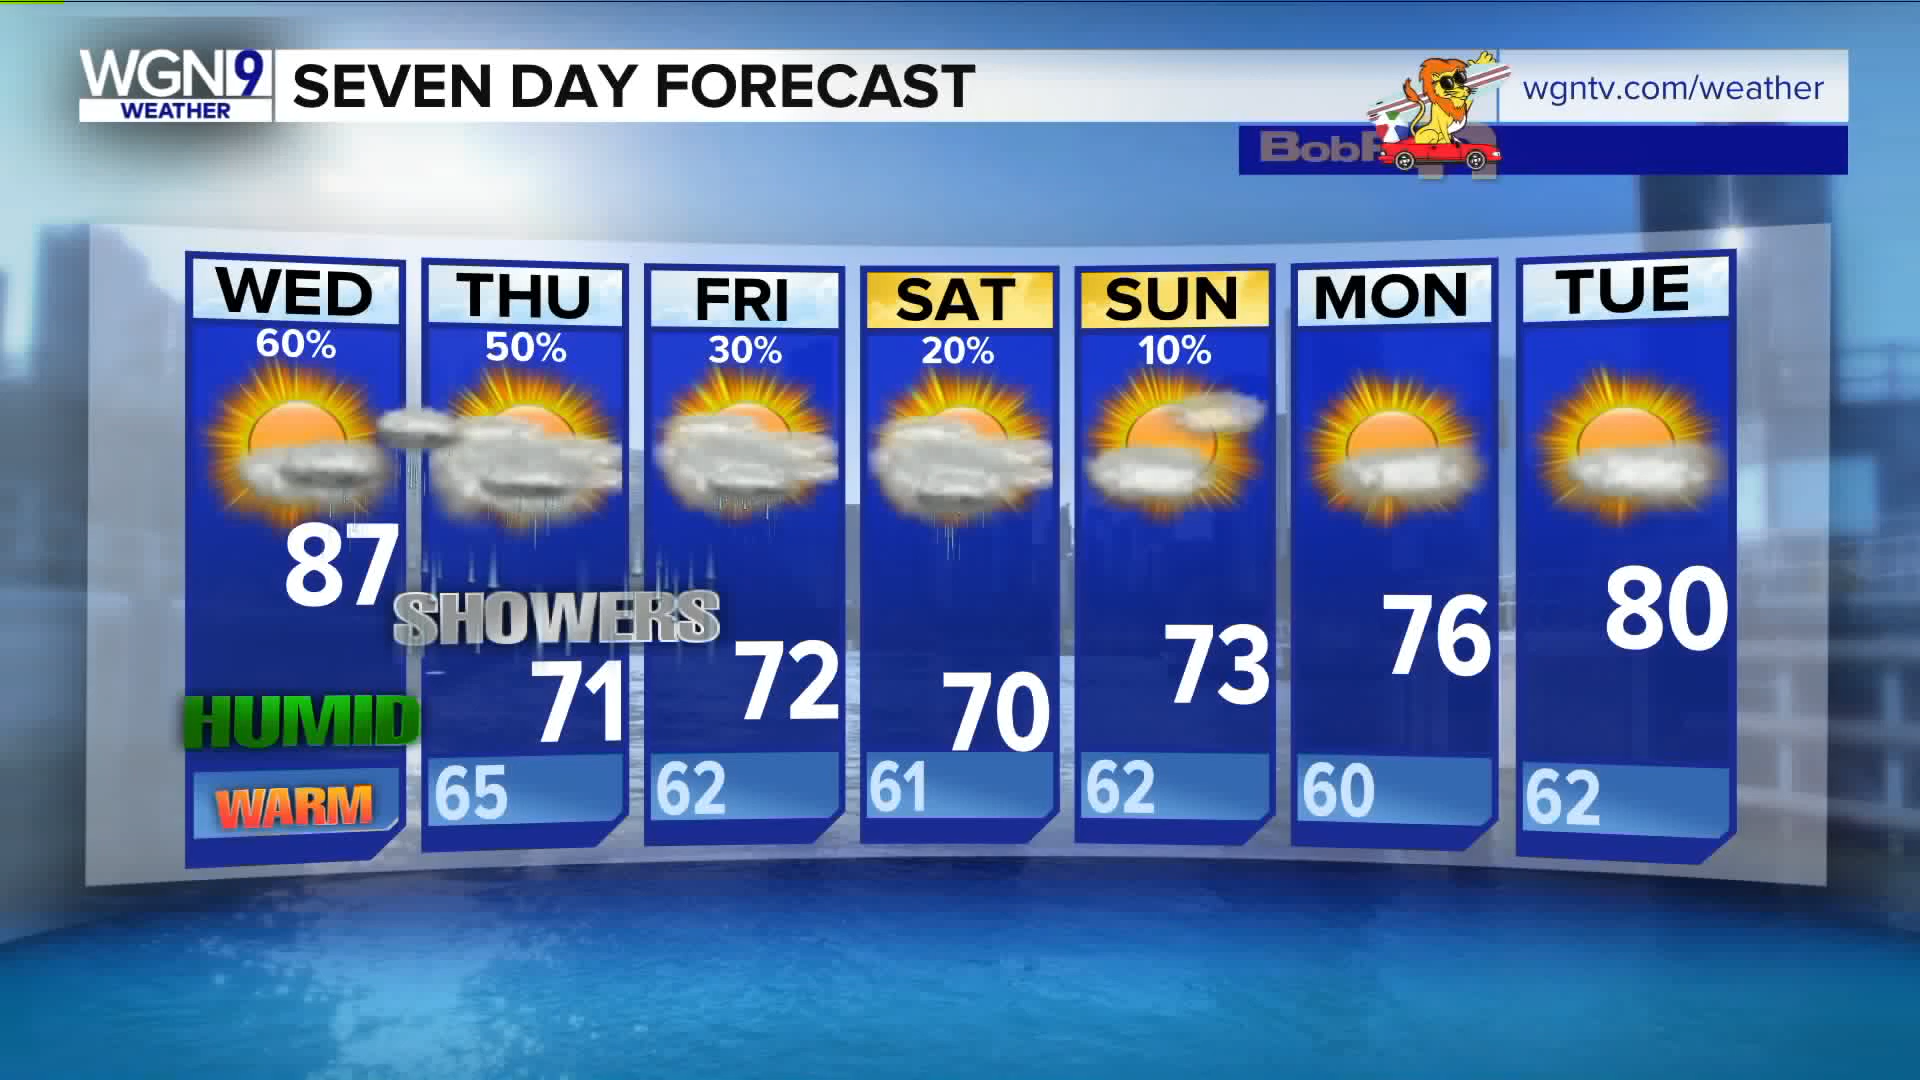 WGN9
WEATHER
SEVEN DAY FORECAST
wgntv.com/weather
WED THU FRI SAT SUN MON TUE
60% 50% 30% 20% 10%
87
SHOWERS
71 72 70 73 76 80
HUMID
WARM
65 62 61 62 60 62